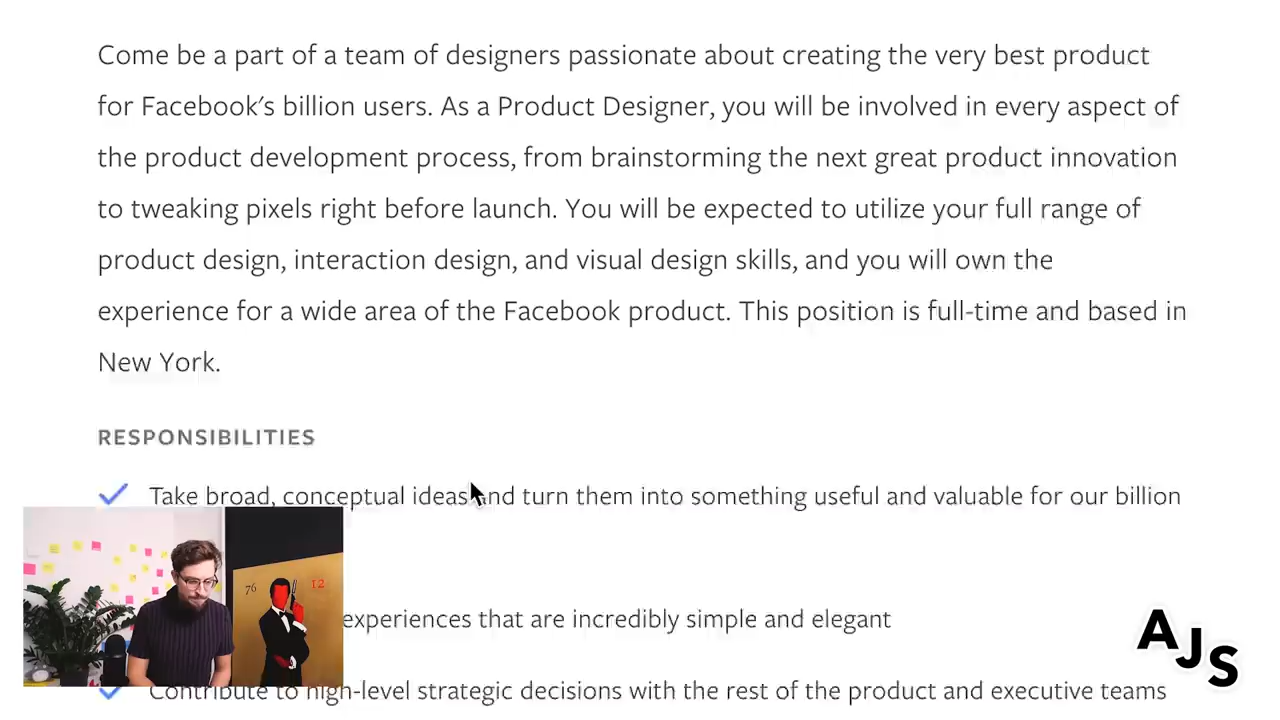 Come be a part of a team of designers passionate about creating the very best product
for Facebook's billion users. As a Product Designer, you will be involved in every aspect of
the product development process, from brainstorming the next great product innovation
to tweaking pixels right before launch. You will be expected to utilize your full range of
product design, interaction design, and visual design skills, and you will own the
experience for a wide area of the Facebook product. This position is full-time and based in
New York.
RESPONSIBILITIES
Take broad, conceptual ideas and turn them into something useful and valuable for our billion
experiences that are incredibly simple and elegant
Contribute to high-level strategic decisions with the rest of the product and executive teams
76
12
AJS